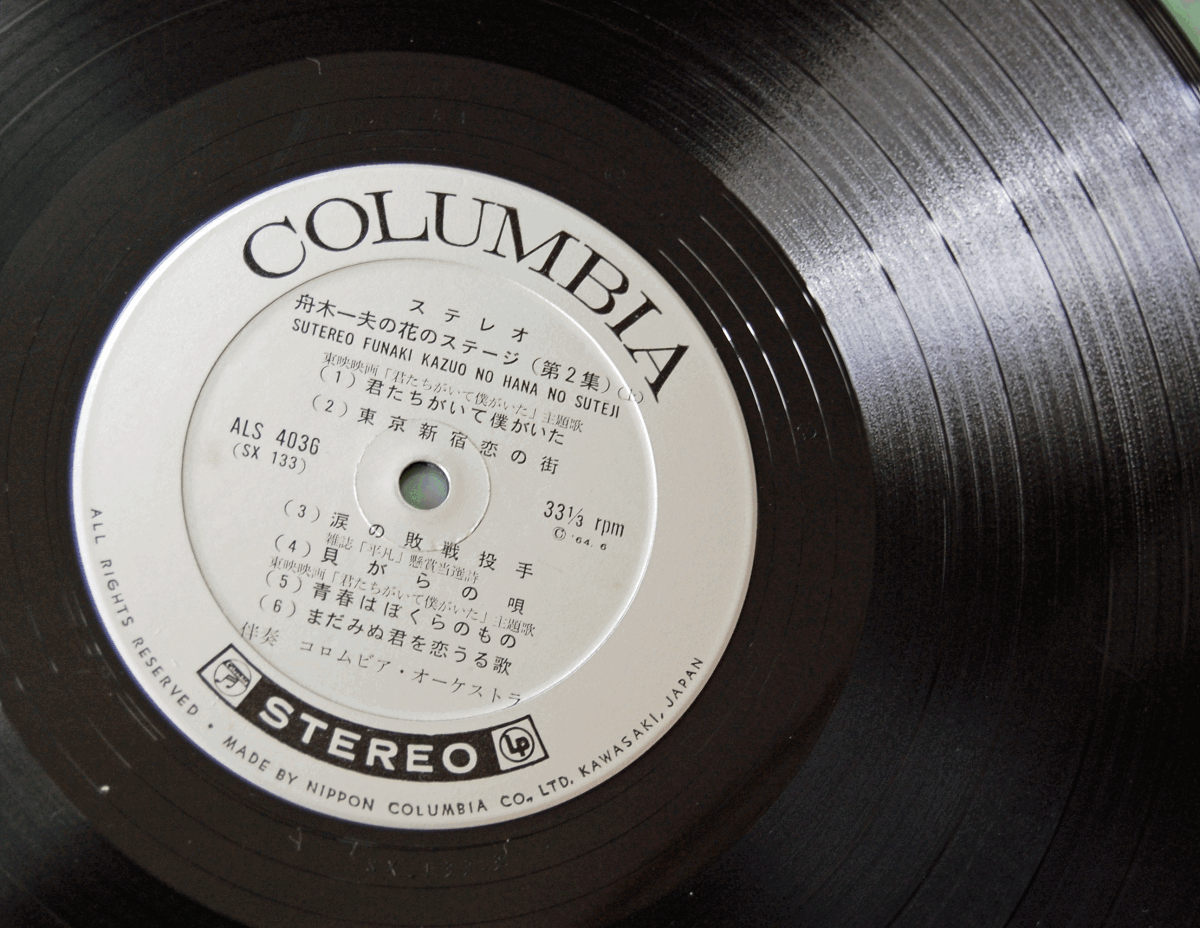 COLUMBIA
ステレオ
舟木一夫の花のステージ（第2集）（上）
SUTEREO FUNAKI KAZUO NO HANA NO SUTEJI
東映映画「君たちがいて僕がいた」主題歌
（1）君たちがいて僕がいた
（2）東京新宿恋の街
ALS 4036
(SX 133)
33⅓ rpm
Ⓒ '64. 6
（3）涙の敗戦投手
雑誌「平凡」懸賞当選詩
（4）貝がらの唄
東映映画「君たちがいて僕がいた」主題歌
（5）青春はぼくらのもの
（6）まだみぬ君を恋うる歌
伴奏 コロムビア・オーケストラ
STEREO LP
ALL RIGHTS RESERVED • MADE BY NIPPON COLUMBIA CO., LTD. KAWASAKI, JAPAN